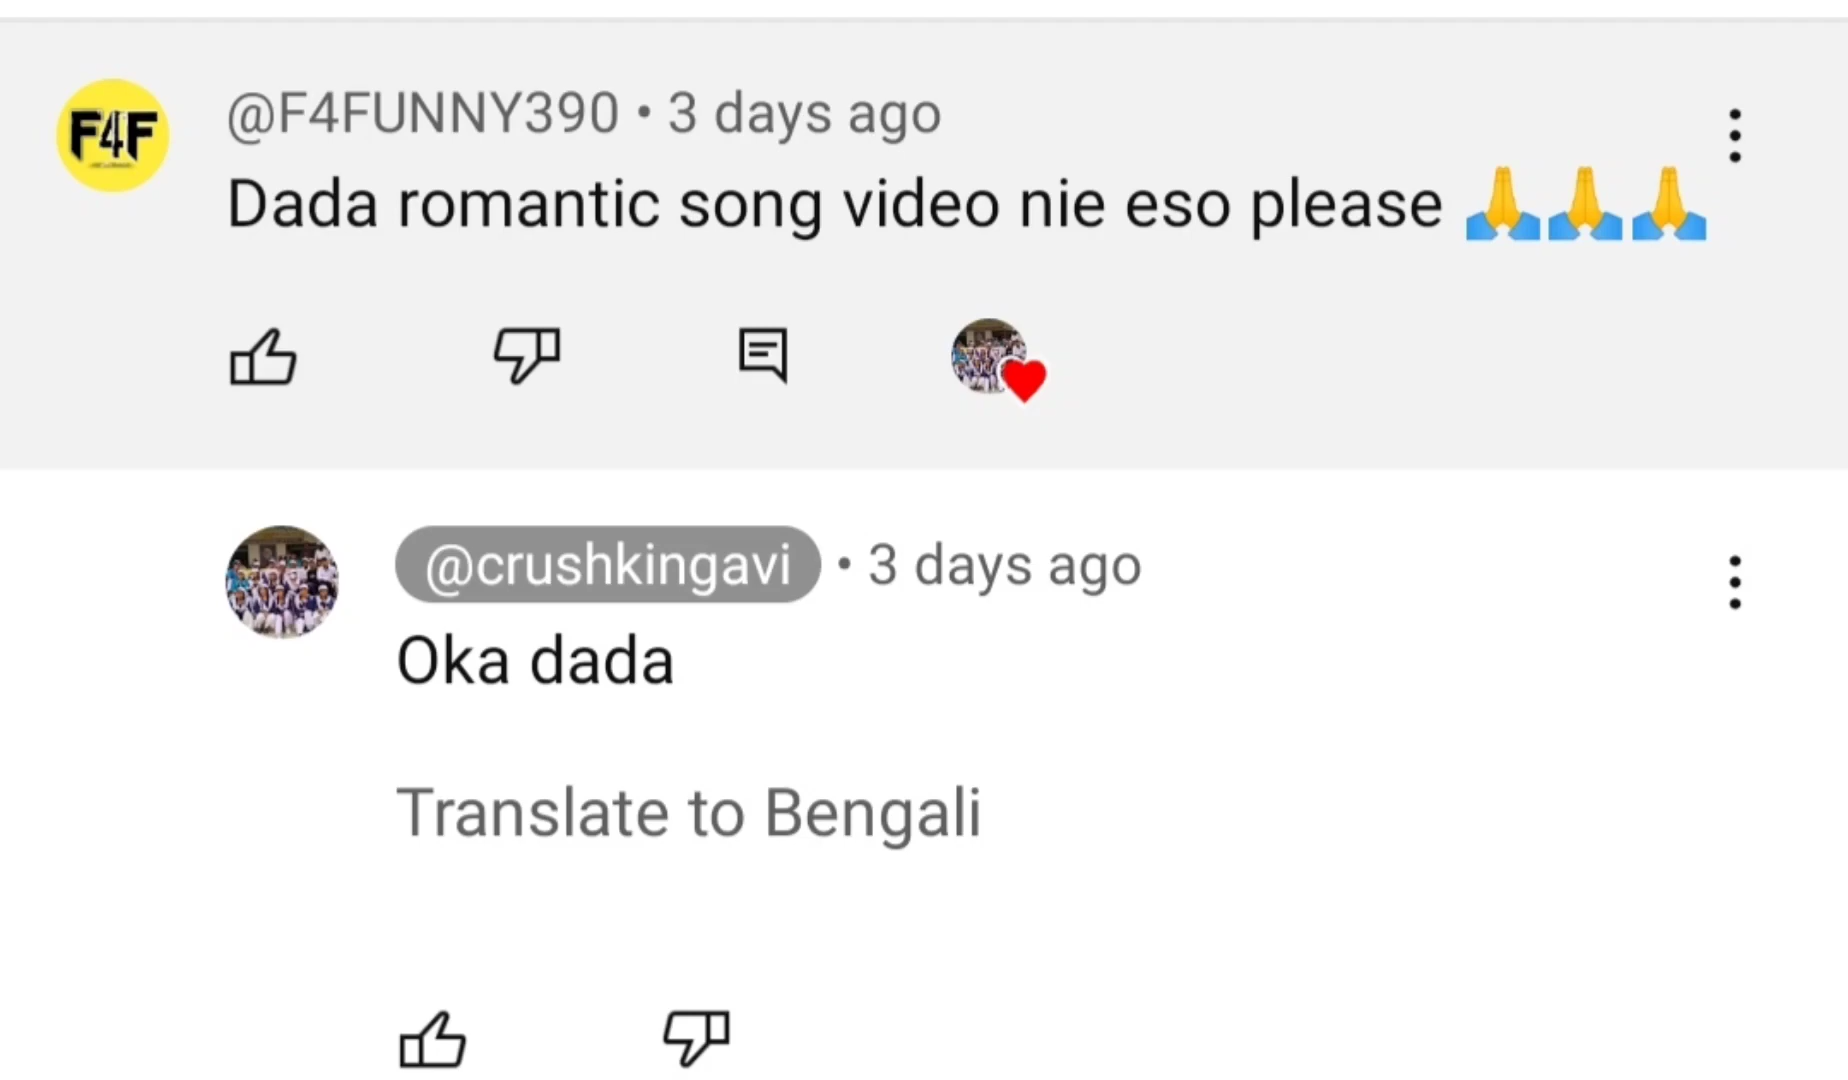 F4F
@F4FUNNY390 • 3 days ago
Dada romantic song video nie eso please 🙏🙏🙏
@crushkingavi • 3 days ago
Oka dada
Translate to Bengali